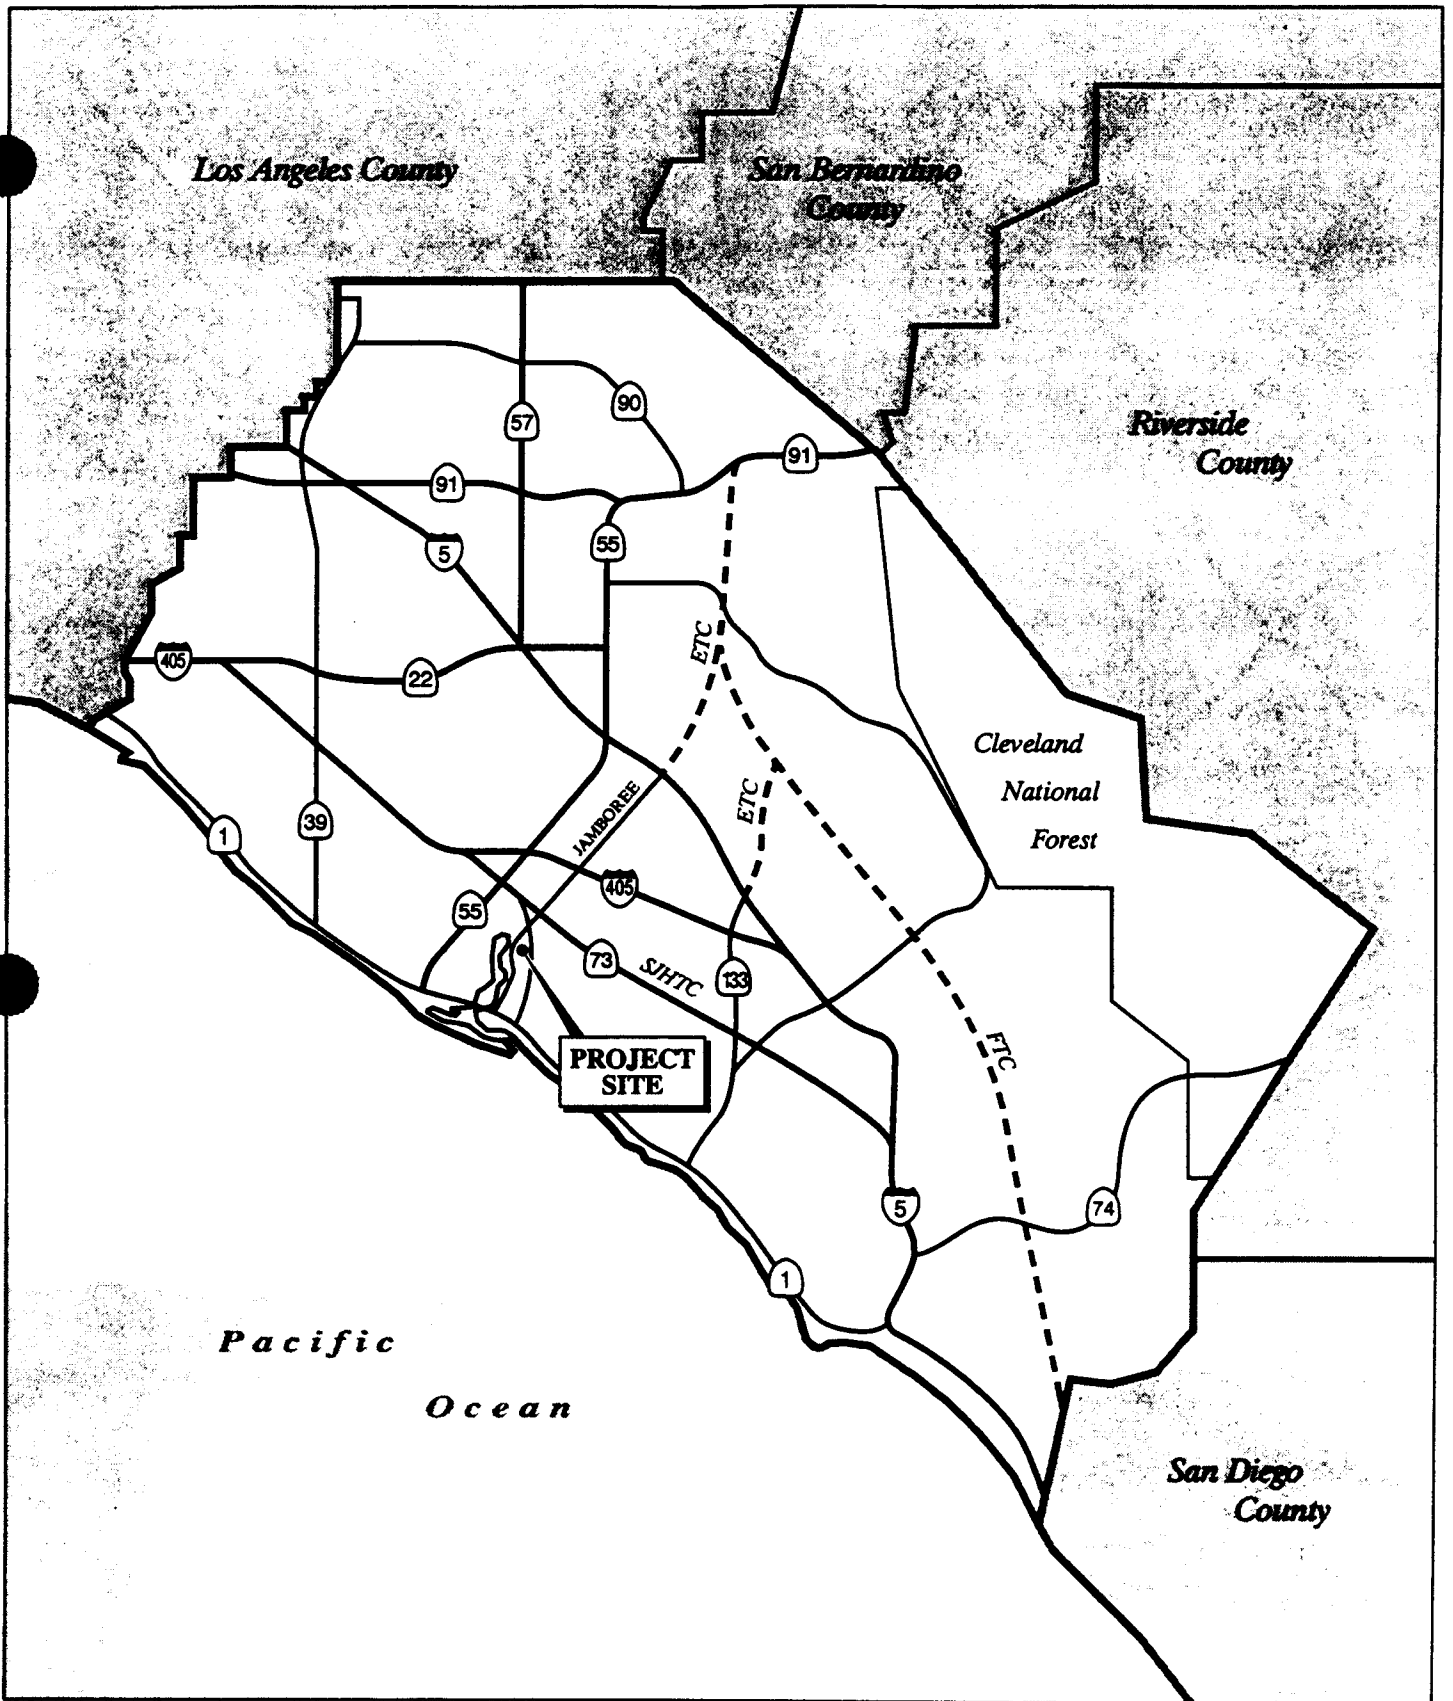 Los Angeles County
San Bernardino
County
Riverside
County
90
57
91
91
5
55
ETC
405
22
Cleveland
National
Forest
ETC
JAMBOREE
39
1
405
55
73
SJHTC
133
FTC
PROJECT
SITE
5
74
1
Pacific
Ocean
San Diego
County